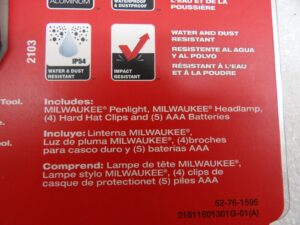 ALUMINUM
WATERPROOF
& DUSTPROOF
L'EAU ET DE LA
POUSSIÈRE
2103
IP54
WATER & DUST
RESISTANT
IMPACT
RESISTANT
WATER AND DUST
RESISTANT
RESISTENTE AL AGUA
Y AL POLVO
RÉSISTANT À L'EAU
ET À LA POUDRE
Tool.
Includes:
MILWAUKEE® Penlight, MILWAUKEE® Headlamp,
(4) Hard Hat Clips and (5) AAA Batteries
Incluye: Linterna MILWAUKEE®,
Luz de pluma MILWAUKEE®, (4)broches
para casco duro y (5) baterías AAA
Comprend: Lampe de tête MILWAUKEE®,
Lampe stylo MILWAUKEE®, (4) clips de
casque de protectionet (5) piles AAA
52-76-1595
01611601301G-01(A)